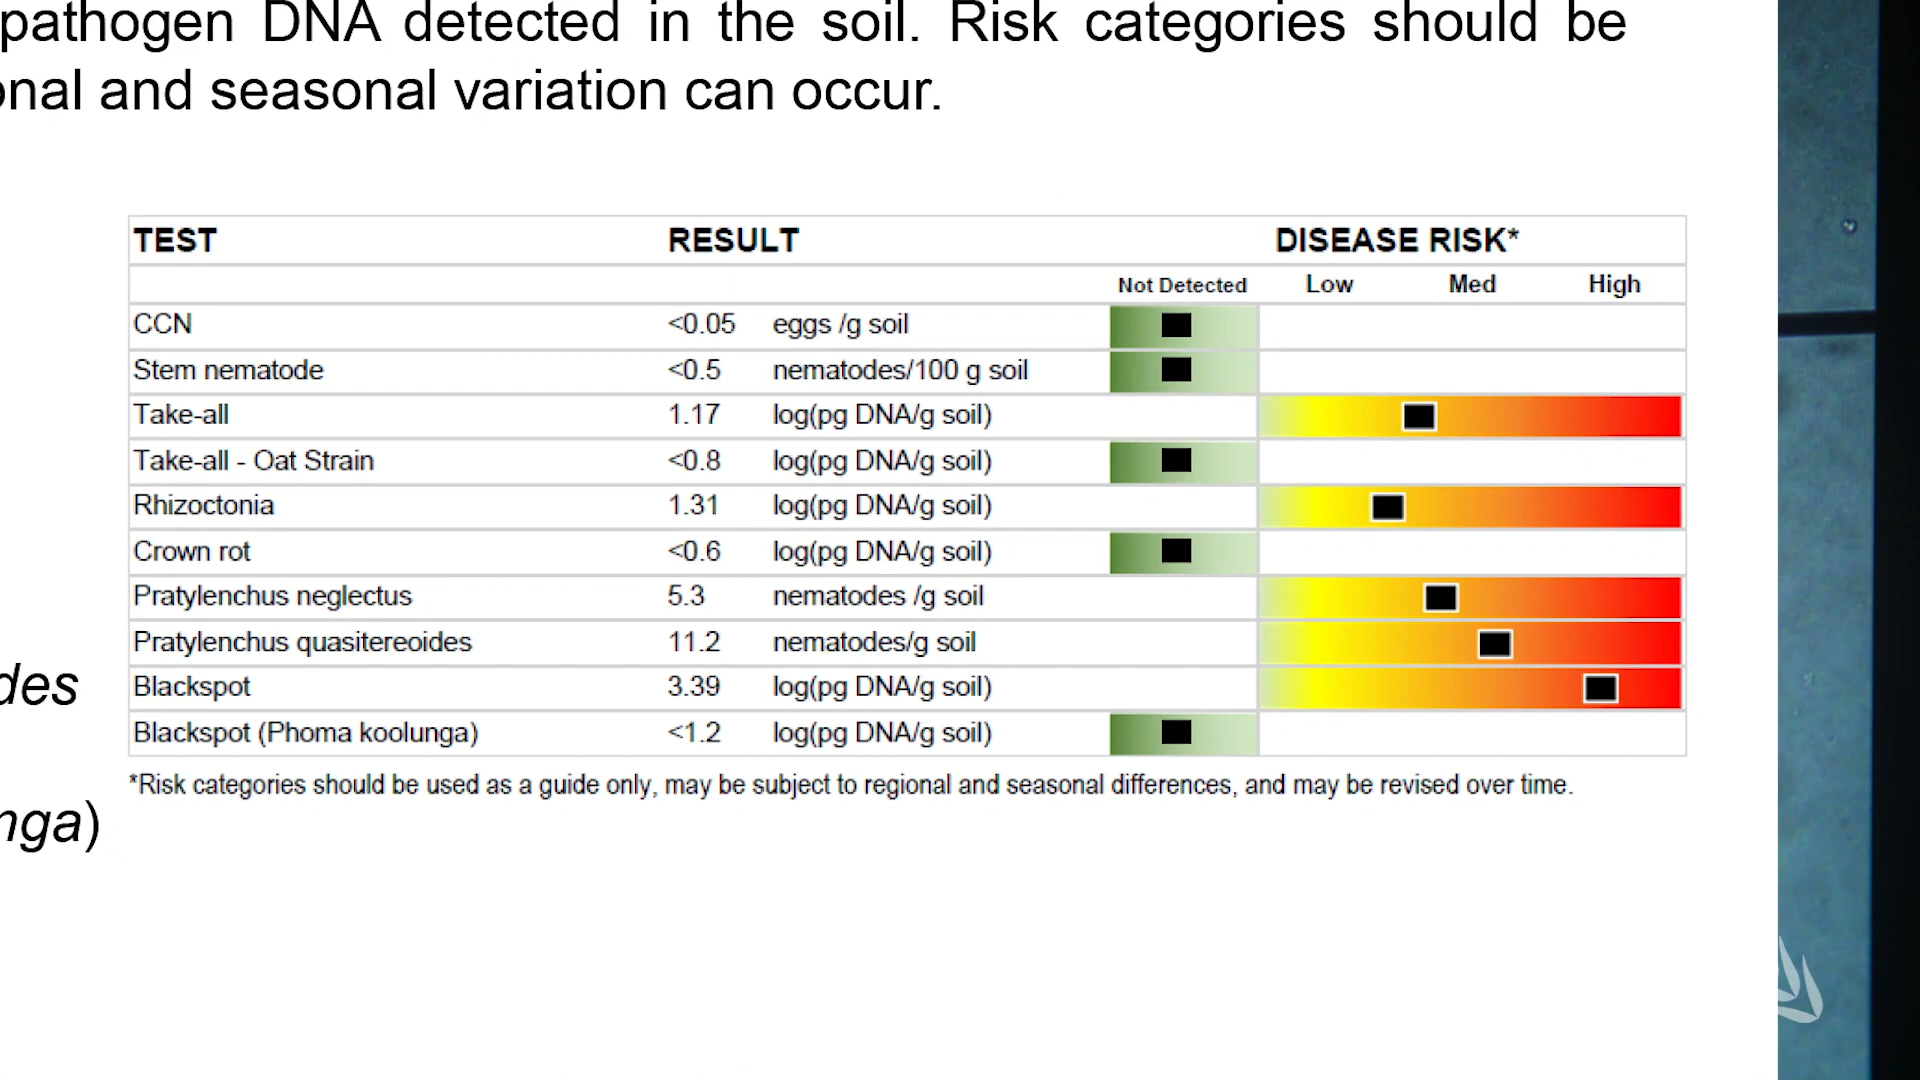 pathogen DNA detected in the soil. Risk categories should be
onal and seasonal variation can occur.
TEST RESULT DISEASE RISK*
Not Detected Low Med High
CCN <0.05 eggs /g soil
Stem nematode <0.5 nematodes/100 g soil
Take-all 1.17 log(pg DNA/g soil)
Take-all - Oat Strain <0.8 log(pg DNA/g soil)
Rhizoctonia 1.31 log(pg DNA/g soil)
Crown rot <0.6 log(pg DNA/g soil)
Pratylenchus neglectus 5.3 nematodes /g soil
Pratylenchus quasitereoides 11.2 nematodes/g soil
des
Blackspot 3.39 log(pg DNA/g soil)
Blackspot (Phoma koolunga) <1.2 log(pg DNA/g soil)
*Risk categories should be used as a guide only, may be subject to regional and seasonal differences, and may be revised over time.
nga)